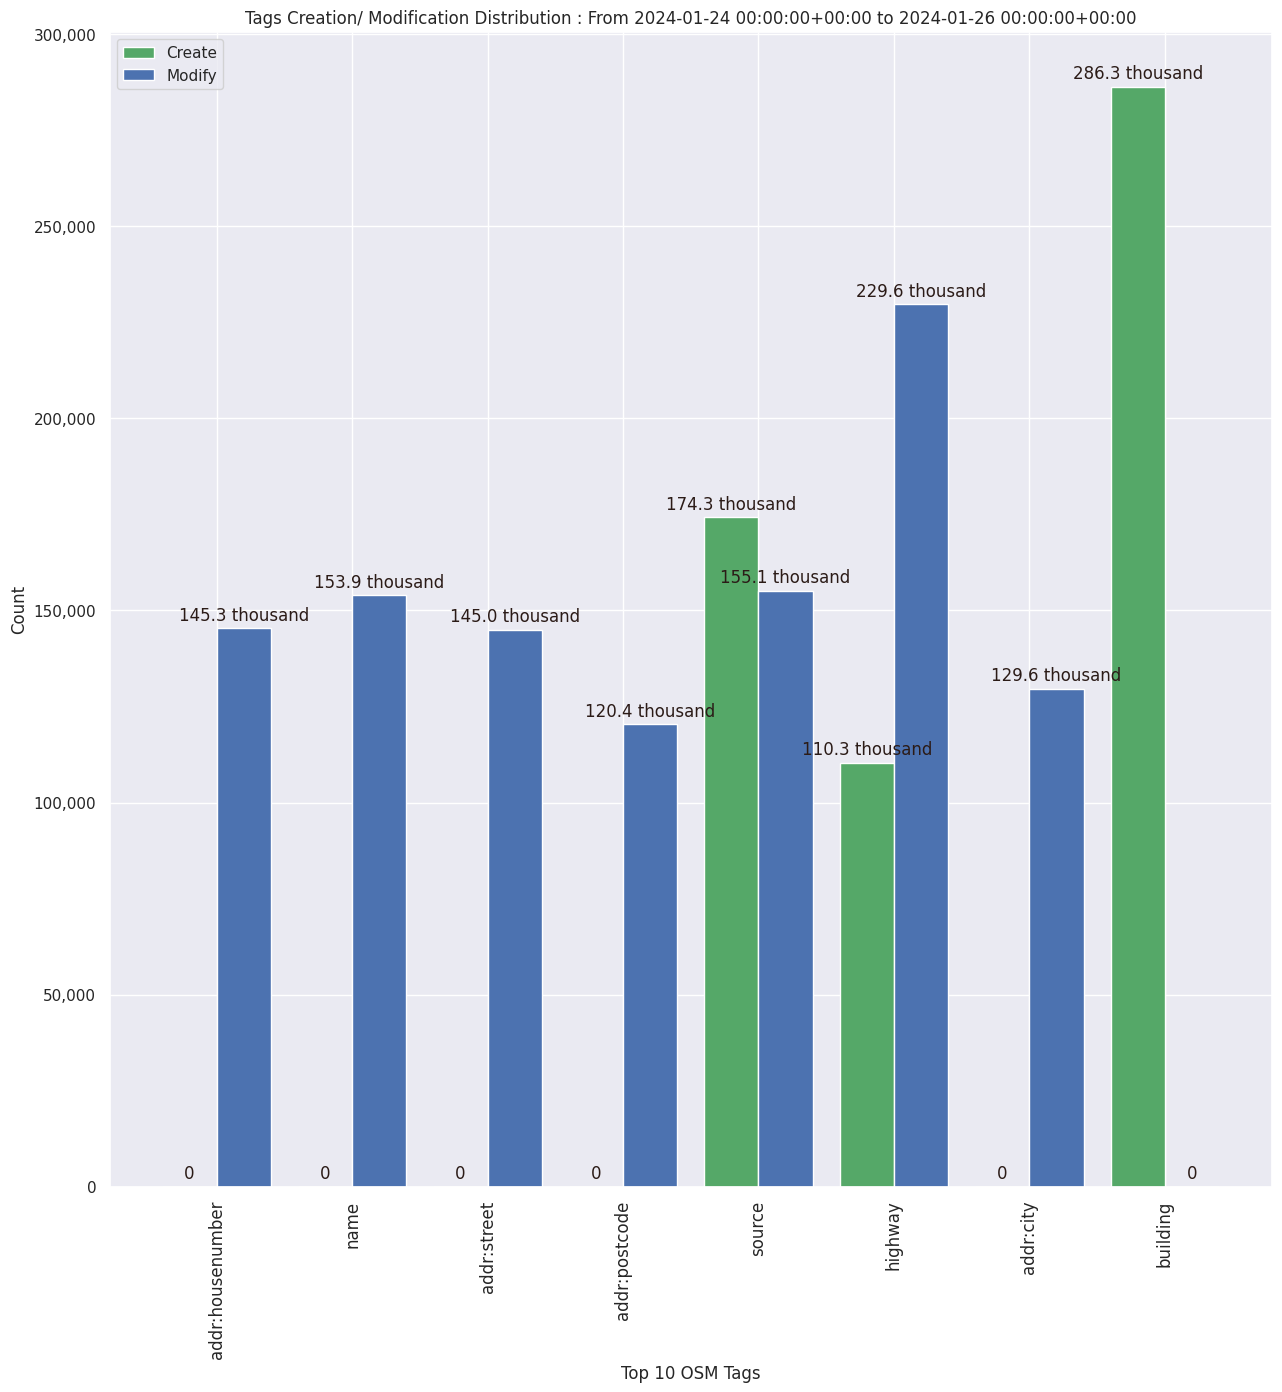 Tags Creation/ Modification Distribution : From 2024-01-24 00:00:00+00:00 to 2024-01-26 00:00:00+00:00
Create
Modify
Count
300,000
250,000
200,000
150,000
100,000
50,000
0
286.3 thousand
229.6 thousand
174.3 thousand
155.1 thousand
153.9 thousand
145.3 thousand
145.0 thousand
129.6 thousand
120.4 thousand
110.3 thousand
0
0
0
0
0
0
addr:housenumber
name
addr:street
addr:postcode
source
highway
addr:city
building
Top 10 OSM Tags